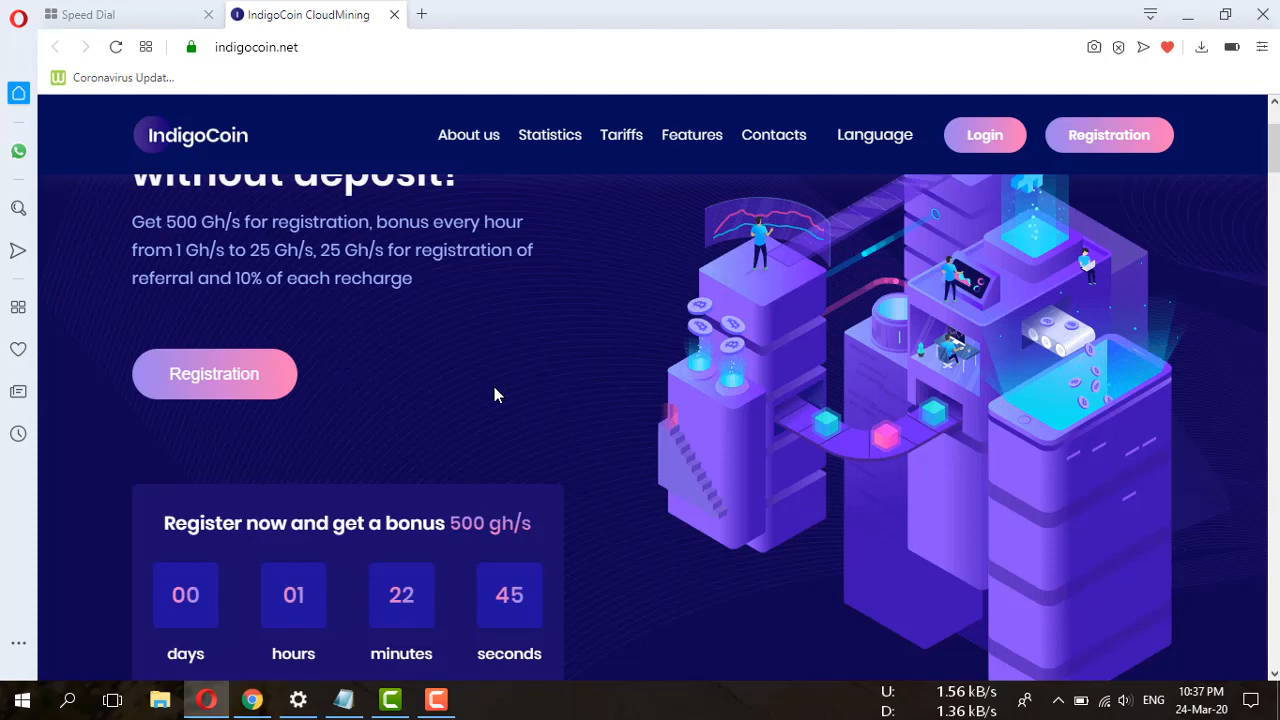 Speed Dial
IndigoCoin CloudMining
indigocoin.net
Coronavirus Updat...
IndigoCoin
About us
Statistics
Tariffs
Features
Contacts
Language
Login
Registration
without deposit?
Get 500 Gh/s for registration, bonus every hour
from 1 Gh/s to 25 Gh/s, 25 Gh/s for registration of
referral and 10% of each recharge
Registration
Register now and get a bonus 500 gh/s
00 01 22 45
days hours minutes seconds
U: 1.56 kB/s
D: 1.36 kB/s
ENG
10:37 PM
24-Mar-20